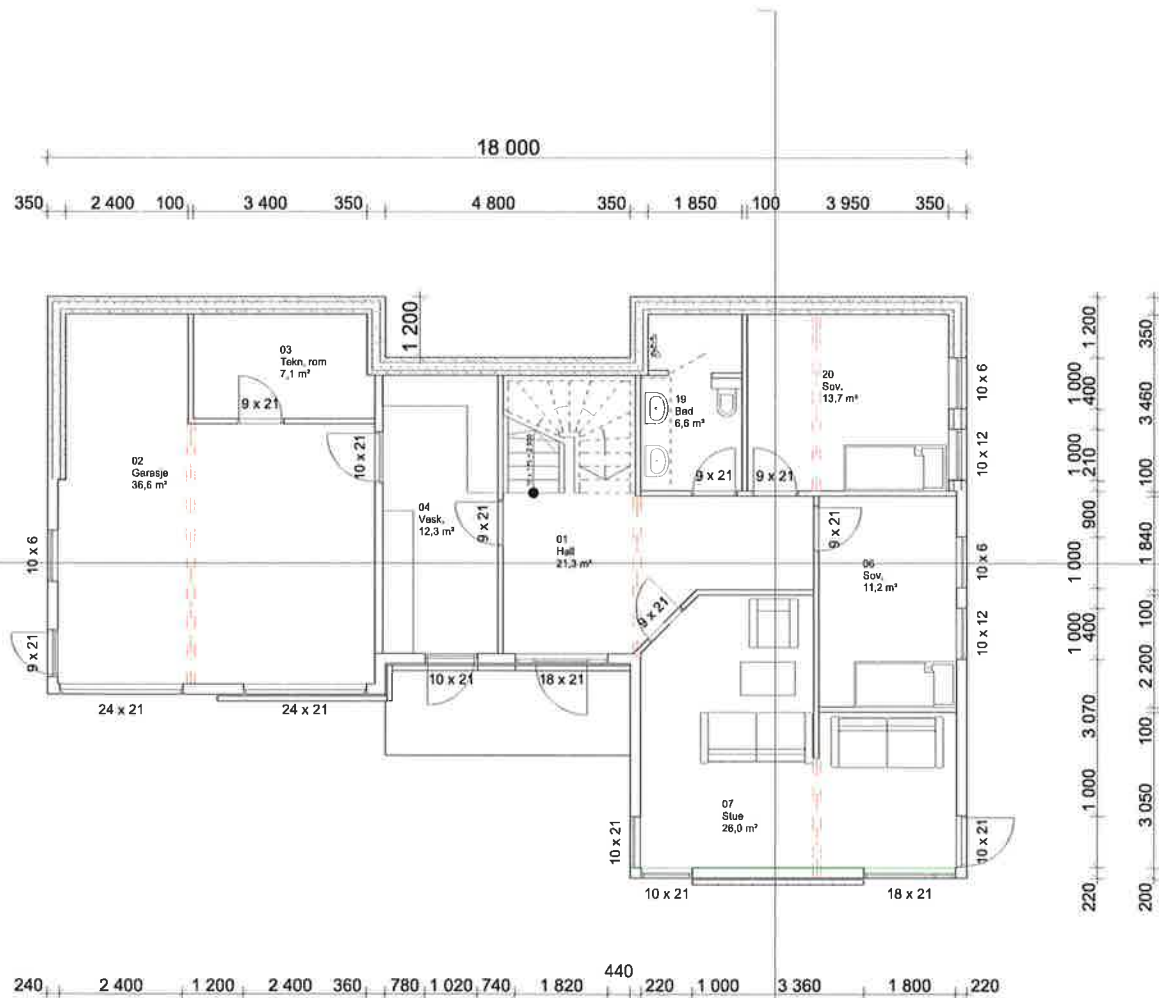 18 000
350 2 400 100 3 400 350 4 800 350 1 850 100 3 950 350
1 200
03
Tekn. rom
7,1 m²
9 x 21
02
Garasje
36,6 m²
10 x 21
04
Vask.
12,3 m²
9 x 21
01
Hall
21,3 m²
19
Bad
6,6 m²
9 x 21
20
Sov.
13,7 m²
9 x 21
06
Sov.
11,2 m²
9 x 21
9 x 21
07
Stue
26,0 m²
10 x 6
9 x 21
24 x 21
24 x 21
10 x 21
18 x 21
10 x 21
10 x 21
18 x 21
10 x 21
10 x 6
10 x 12
10 x 6
10 x 12
1 200
1 000
400
1 000
210
900
1 000
1 000
400
3 070
1 000
220
350
3 460
100
1 840
100
2 200
100
3 050
200
440
240 2 400 1 200 2 400 360 780 1 020 740 1 820 220 1 000 3 360 1 800 220